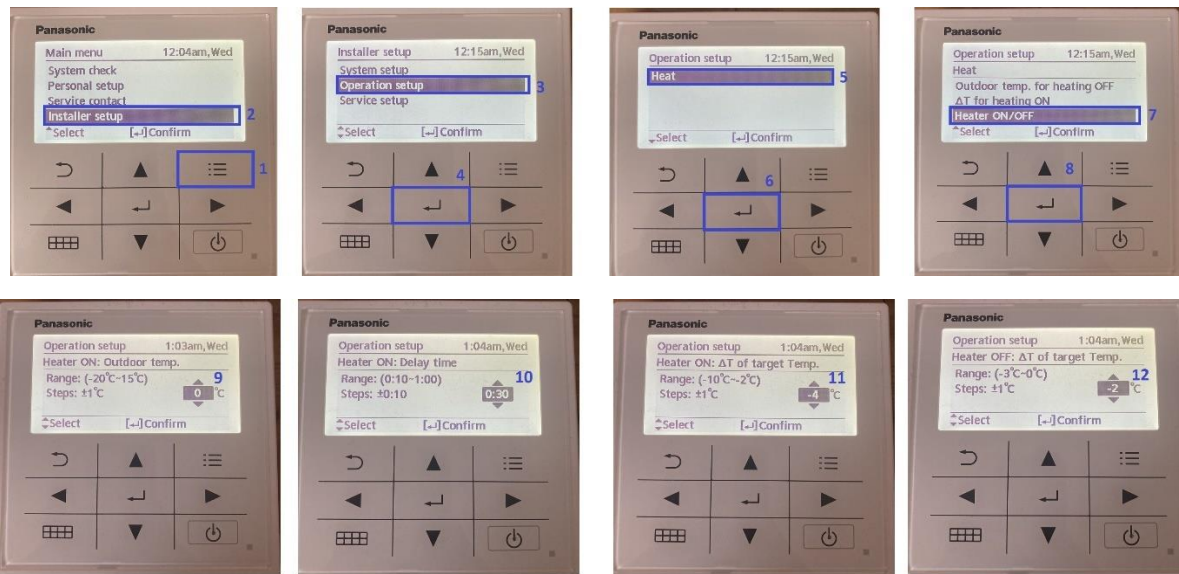 Panasonic
Main menu 12:04am,Wed
System check
Personal setup
Service contact
Installer setup 2
Select [↵]Confirm
1
Panasonic
Installer setup 12:15am,Wed
System setup
Operation setup 3
Service setup
Select [↵]Confirm
4
Panasonic
Operation setup 12:15am,Wed
Heat 5
Select [↵]Confirm
6
Panasonic
Operation setup 12:15am,Wed
Heat
Outdoor temp. for heating OFF
ΔT for heating ON
Heater ON/OFF 7
Select [↵]Confirm
8
Panasonic
Operation setup 1:03am,Wed
Heater ON: Outdoor temp.
Range: (-20°C~15°C) 9
Steps: ±1°C 0 °C
Select [↵]Confirm
Panasonic
Operation setup 1:04am,Wed
Heater ON: Delay time
Range: (0:10~1:00) 10
Steps: ±0:10 0:30
Select [↵]Confirm
Panasonic
Operation setup 1:04am,Wed
Heater ON: ΔT of target Temp.
Range: (-10°C~-2°C) 11
Steps: ±1°C -4 °C
Select [↵]Confirm
Panasonic
Operation setup 1:04am,Wed
Heater OFF: ΔT of target Temp.
Range: (-3°C~0°C) 12
Steps: ±1°C -2 °C
Select [↵]Confirm